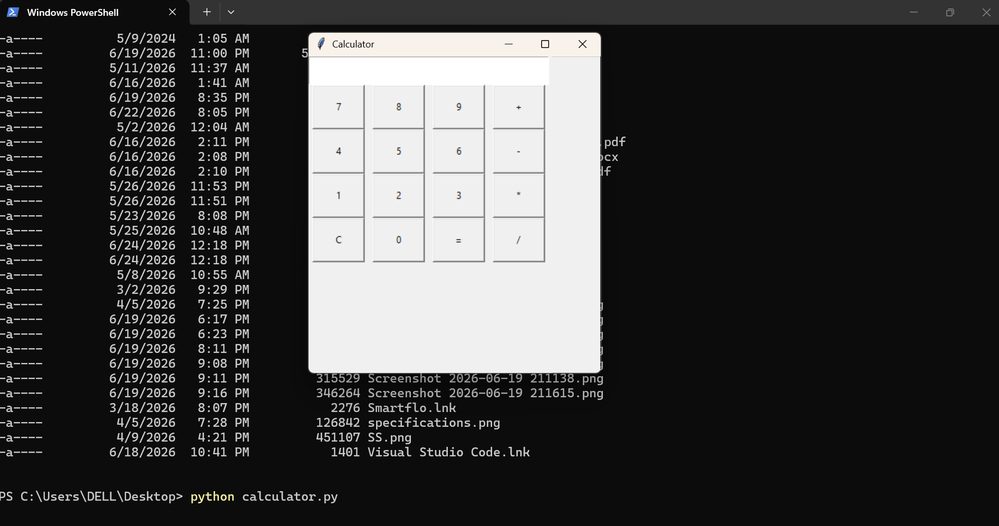 Windows PowerShell
-a---- 5/9/2024 1:05 AM
-a---- 6/19/2026 11:00 PM 5
-a---- 5/11/2026 11:37 AM
-a---- 6/16/2026 1:41 AM
-a---- 6/19/2026 8:35 PM
-a---- 6/22/2026 8:05 PM
-a---- 5/2/2026 12:04 AM
-a---- 6/16/2026 2:11 PM .pdf
-a---- 6/16/2026 2:08 PM ocx
-a---- 6/16/2026 2:10 PM df
-a---- 5/26/2026 11:53 PM
-a---- 5/26/2026 11:51 PM
-a---- 5/23/2026 8:08 PM
-a---- 5/25/2026 10:48 AM
-a---- 6/24/2026 12:18 PM
-a---- 6/24/2026 12:18 PM
-a---- 5/8/2026 10:55 AM
-a---- 3/2/2026 9:29 PM
-a---- 4/5/2026 7:25 PM g
-a---- 6/19/2026 6:17 PM g
-a---- 6/19/2026 6:23 PM g
-a---- 6/19/2026 8:11 PM g
-a---- 6/19/2026 9:08 PM g
-a---- 6/19/2026 9:11 PM 315529 Screenshot 2026-06-19 211138.png
-a---- 6/19/2026 9:16 PM 346264 Screenshot 2026-06-19 211615.png
-a---- 3/18/2026 8:07 PM 2276 Smartflo.lnk
-a---- 4/5/2026 7:28 PM 126842 specifications.png
-a---- 4/9/2026 4:21 PM 451107 SS.png
-a---- 6/18/2026 10:41 PM 1401 Visual Studio Code.lnk
PS C:\Users\DELL\Desktop> python calculator.py
Calculator
7 8 9 +
4 5 6 -
1 2 3 *
C 0 = /